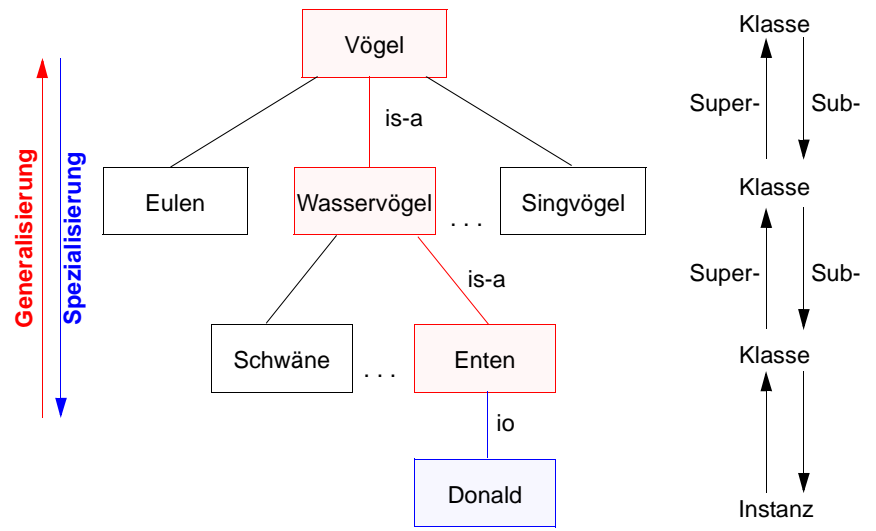 Vögel
Klasse
Super-
Sub-
is-a
Generalisierung
Spezialisierung
Eulen
Wasservögel
. . .
Singvögel
Klasse
Super-
Sub-
is-a
Schwäne
. . .
Enten
Klasse
io
Donald
Instanz